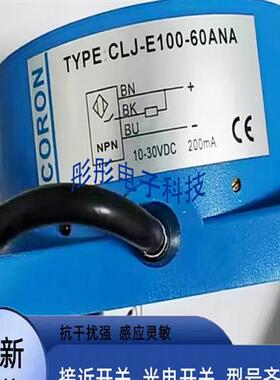 TYPE:CLJ-E100-60ANA
CORON
BN
+
BK
BU
-
NPN
10-30VDC 200mA
彤彤电子科技
抗干扰强 感应灵敏
新
接近开关 光电开关 型号齐